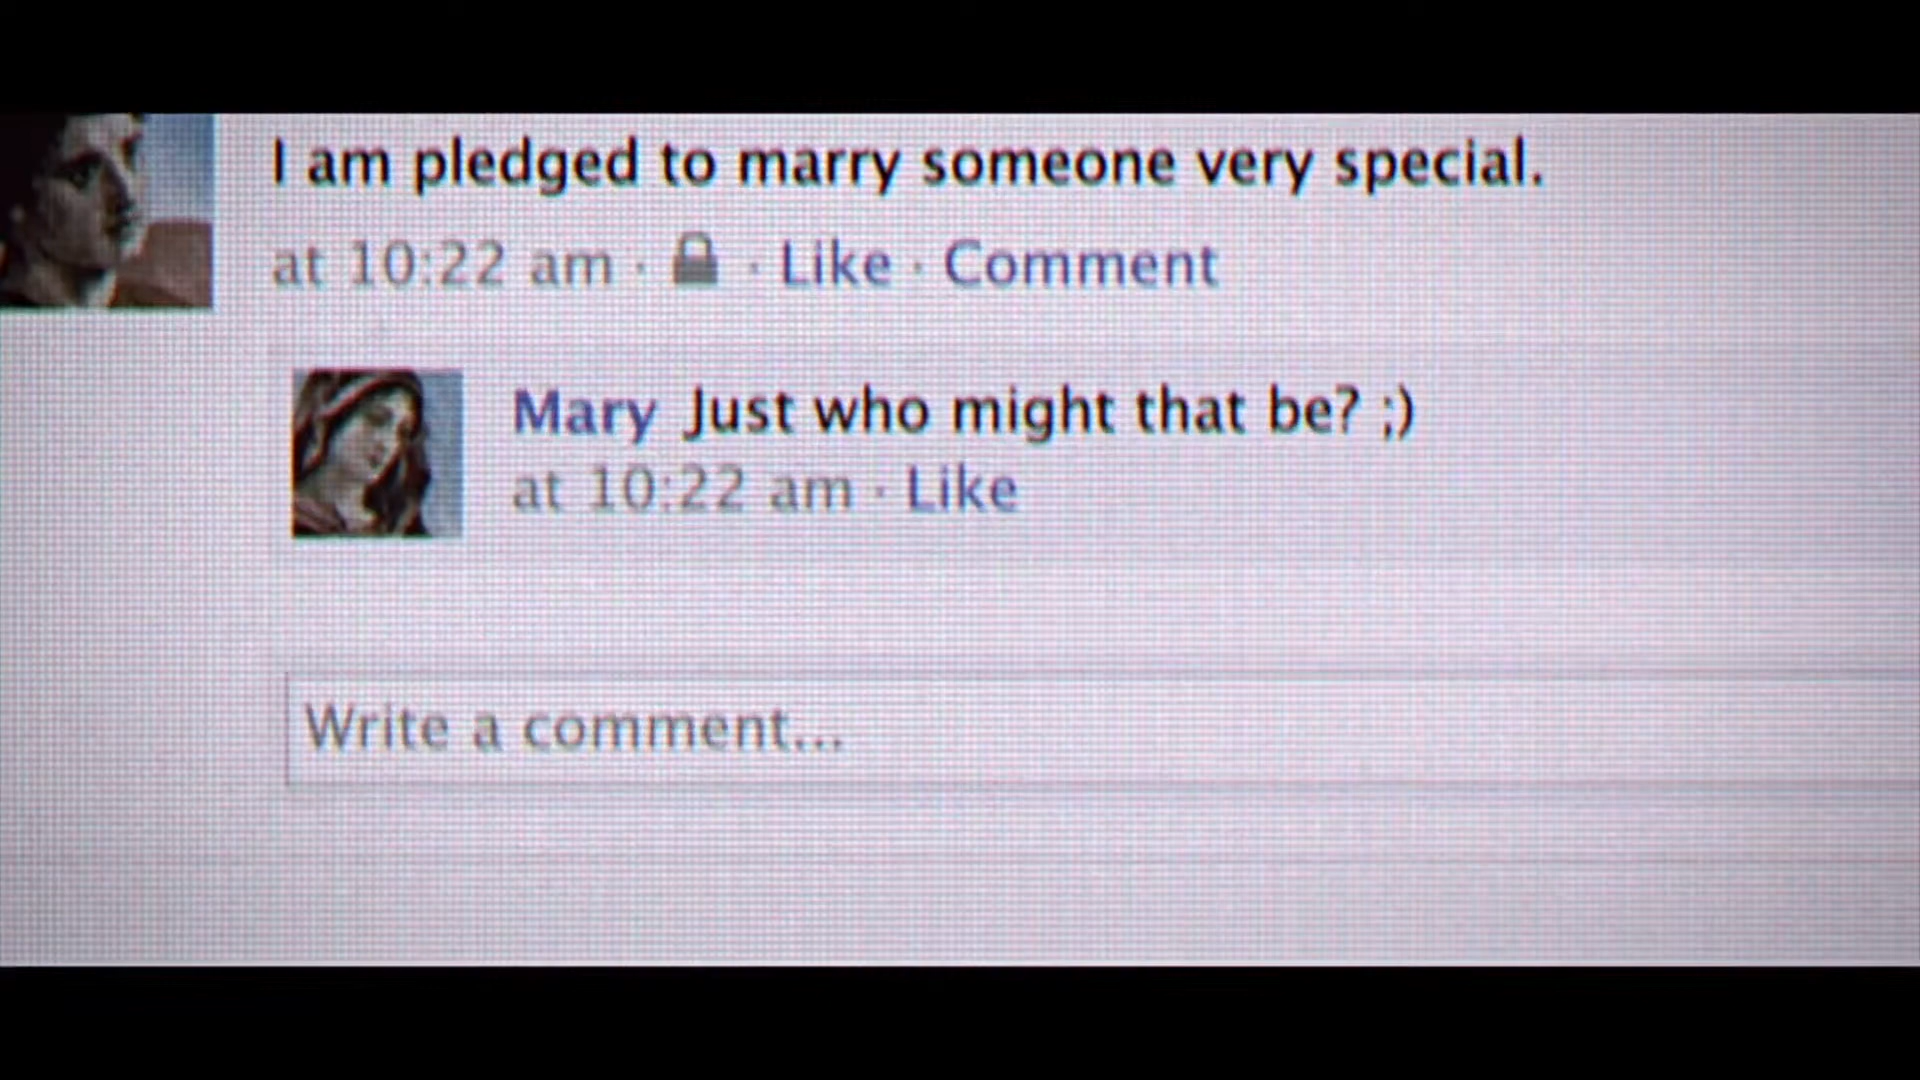 I am pledged to marry someone very special.
at 10:22 am · · Like · Comment
Mary Just who might that be? ;)
at 10:22 am · Like
Write a comment...